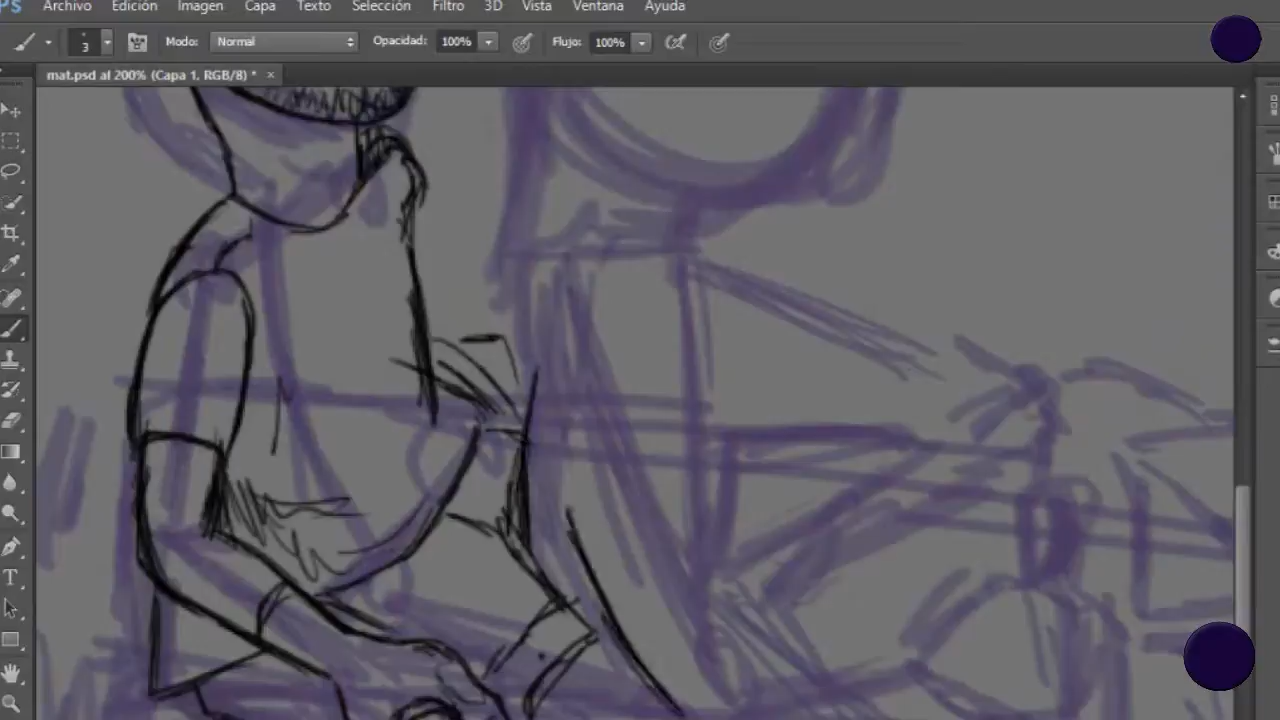 PS Archivo Edición Imagen Capa Texto Selección Filtro 3D Vista Ventana Ayuda
3 Modo: Normal Opacidad: 100% Flujo: 100%
mat.psd al 200% (Capa 1, RGB/8) * ×
T